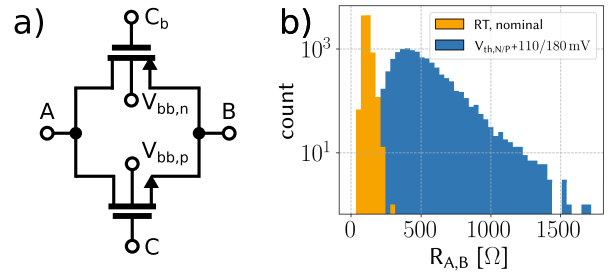 a)
C_b
V_bb,n
A
B
V_bb,p
C
b)
RT, nominal
V_th,N/P+110/180 mV
count
10^3
10^1
0
500
1000
1500
R_A,B [Ω]